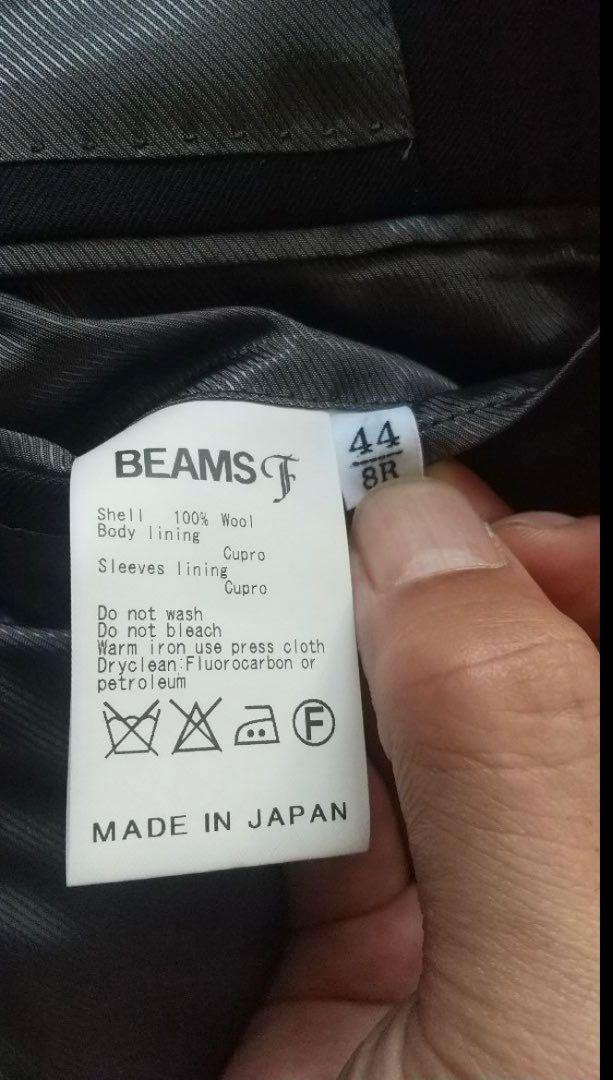 BEAMS F
44
8R
Shell 100% Wool
Body lining
Cupro
Sleeves lining
Cupro
Do not wash
Do not bleach
Warm iron use press cloth
Dryclean:Fluorocarbon or
petroleum
F
MADE IN JAPAN